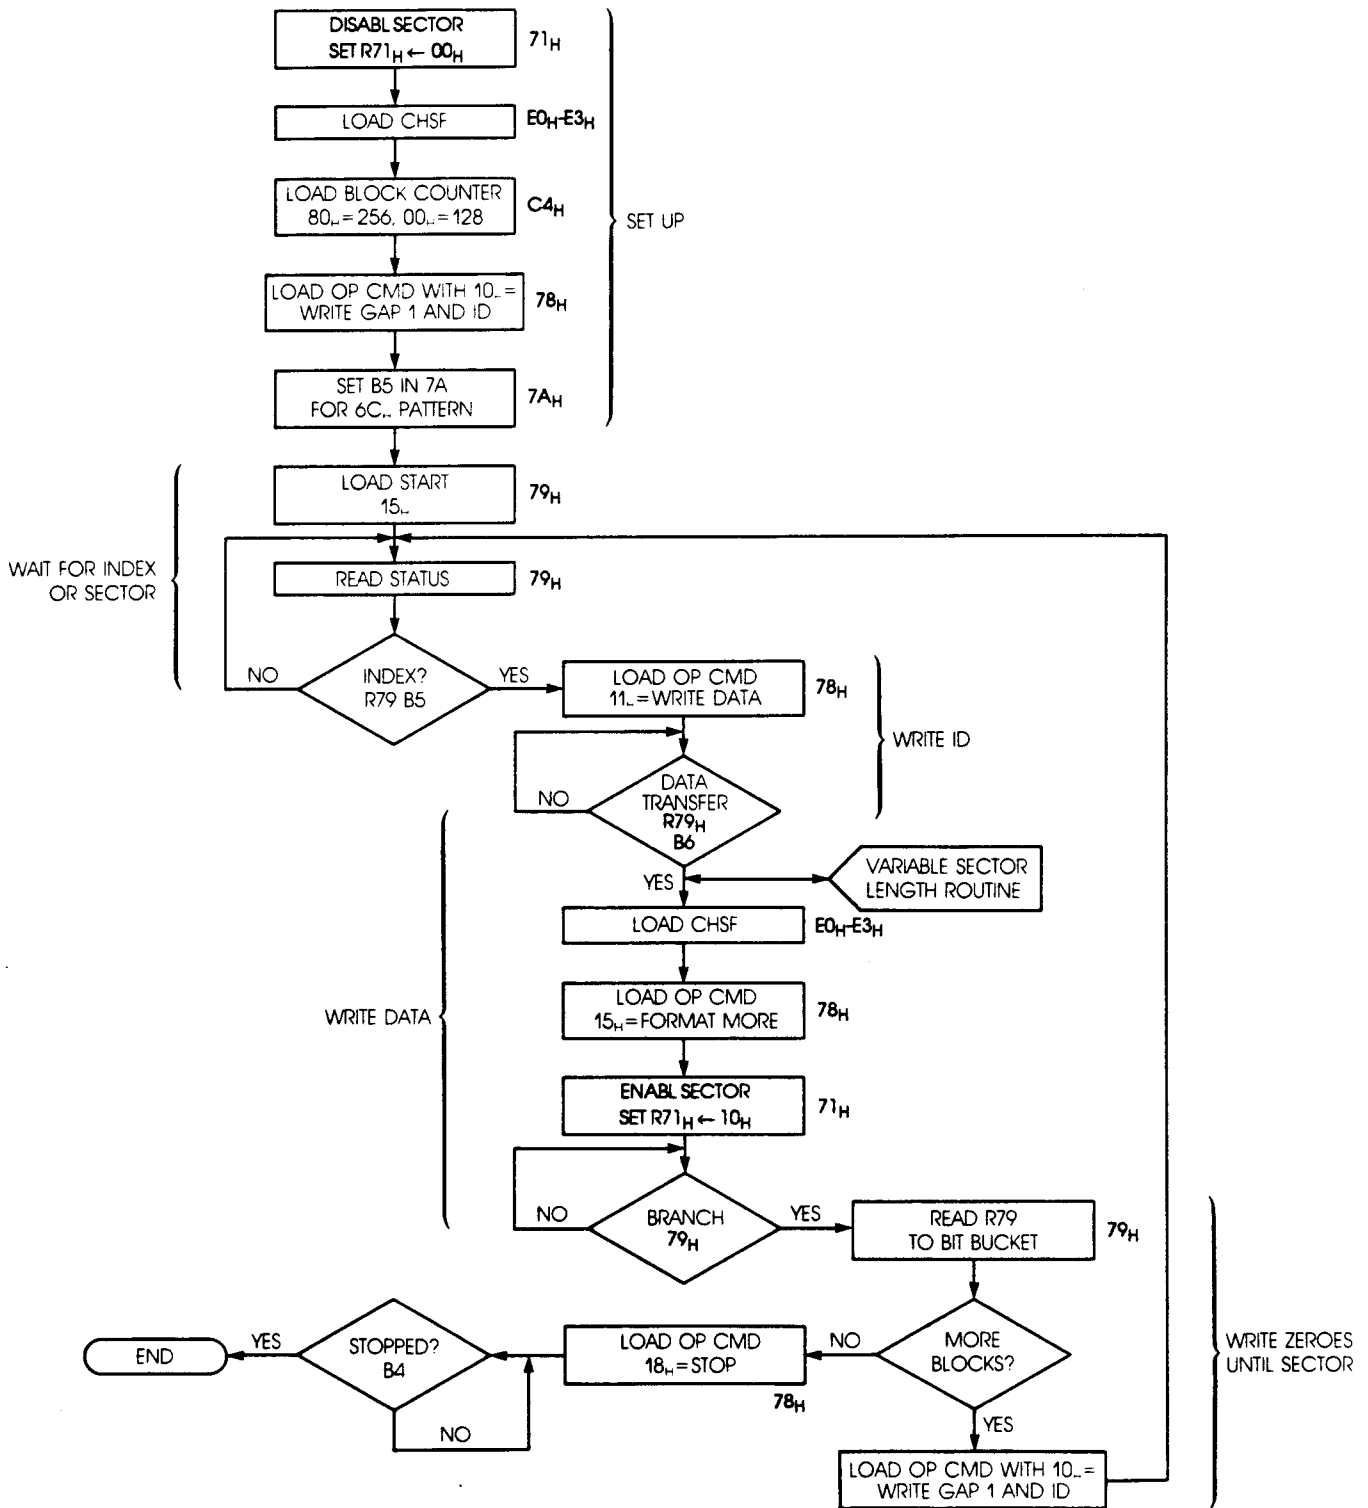 DISABL SECTOR
SET R71H ← 00H
71H
LOAD CHSF
E0H-E3H
LOAD BLOCK COUNTER
80H = 256, 00H = 128
C4H
SET UP
LOAD OP CMD WITH 10H =
WRITE GAP 1 AND ID
78H
SET B5 IN 7A
FOR 6CH PATTERN
7AH
LOAD START
15H
79H
WAIT FOR INDEX
OR SECTOR
READ STATUS
79H
NO
INDEX?
R79 B5
YES
LOAD OP CMD
11H = WRITE DATA
78H
WRITE ID
NO
DATA
TRANSFER
R79H
B6
YES
VARIABLE SECTOR
LENGTH ROUTINE
LOAD CHSF
E0H-E3H
WRITE DATA
LOAD OP CMD
15H = FORMAT MORE
78H
ENABL SECTOR
SET R71H ← 10H
71H
NO
BRANCH
79H
YES
READ R79
TO BIT BUCKET
79H
END
YES
STOPPED?
B4
NO
LOAD OP CMD
18H = STOP
78H
NO
MORE
BLOCKS?
YES
WRITE ZEROES
UNTIL SECTOR
LOAD OP CMD WITH 10H =
WRITE GAP 1 AND ID